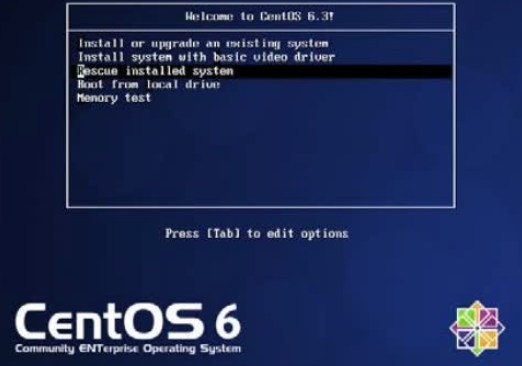 Welcome to CentOS 6.3!
Install or upgrade an existing system
Install system with basic video driver
Rescue installed system
Boot from local drive
Memory test
Press [Tab] to edit options
CentOS 6
Community ENTerprise Operating System